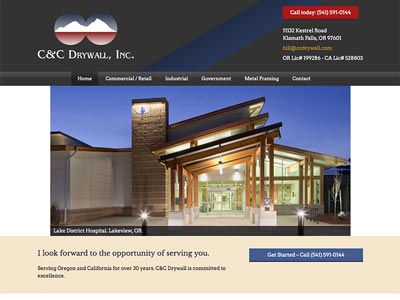 Call today: (541) 591-0144
11132 Kestrel Road
Klamath Falls, OR 97601
bill@ccdrywall.com
OR Lic# 199286 - CA Lic# 528803
C&C Drywall, Inc.
Home Commercial / Retail Industrial Government Metal Framing Contact
Lake District Hospital. Lakeview, OR.
I look forward to the opportunity of serving you.
Get Started – Call (541) 591-0144
Serving Oregon and California for over 30 years. C&C Drywall is committed to
excellence.